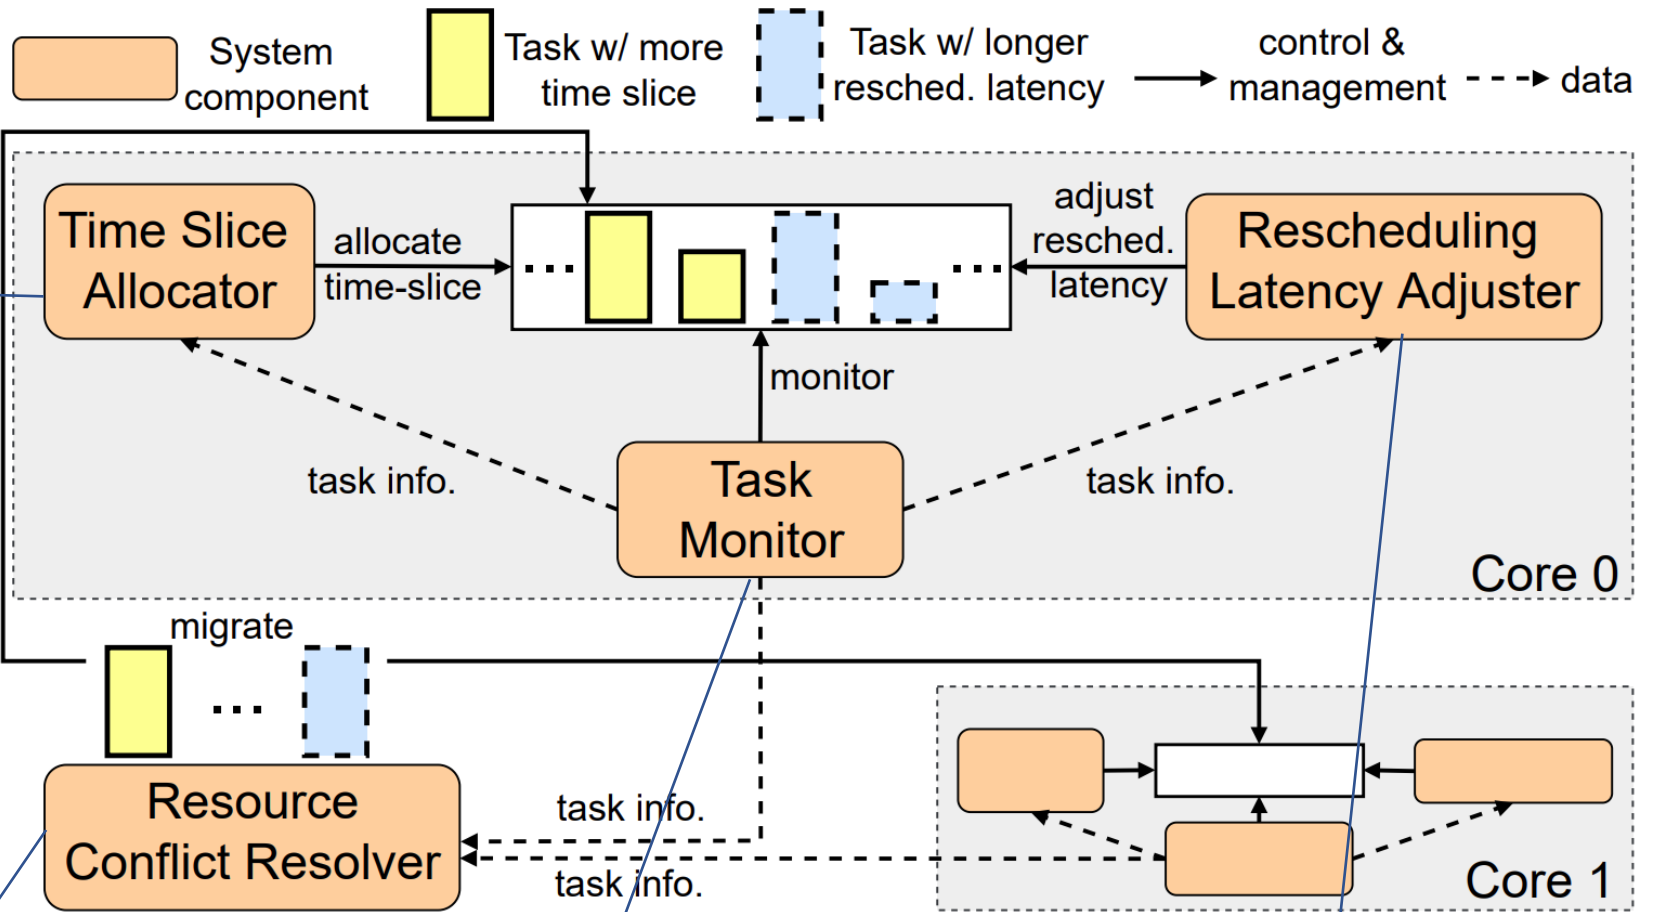 System
component
Task w/ more
time slice
Task w/ longer
resched. latency
control &
management
data
Time Slice
Allocator
allocate
time-slice
adjust
resched.
latency
Rescheduling
Latency Adjuster
monitor
task info.
Task
Monitor
task info.
Core 0
migrate
Resource
Conflict Resolver
task info.
task info.
Core 1